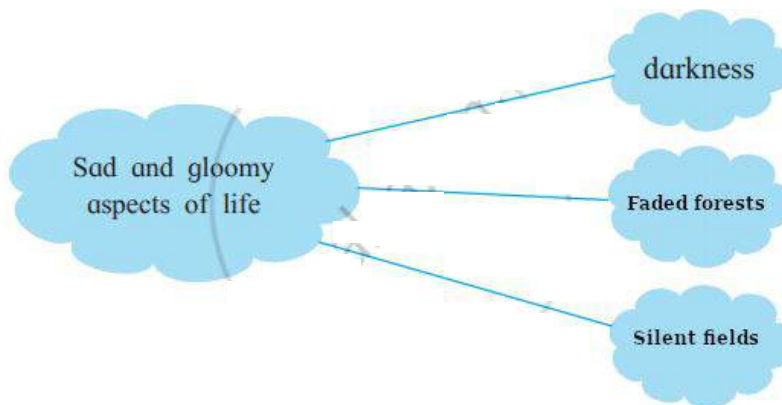 darkness
Sad and gloomy
aspects of life
Faded forests
Silent fields